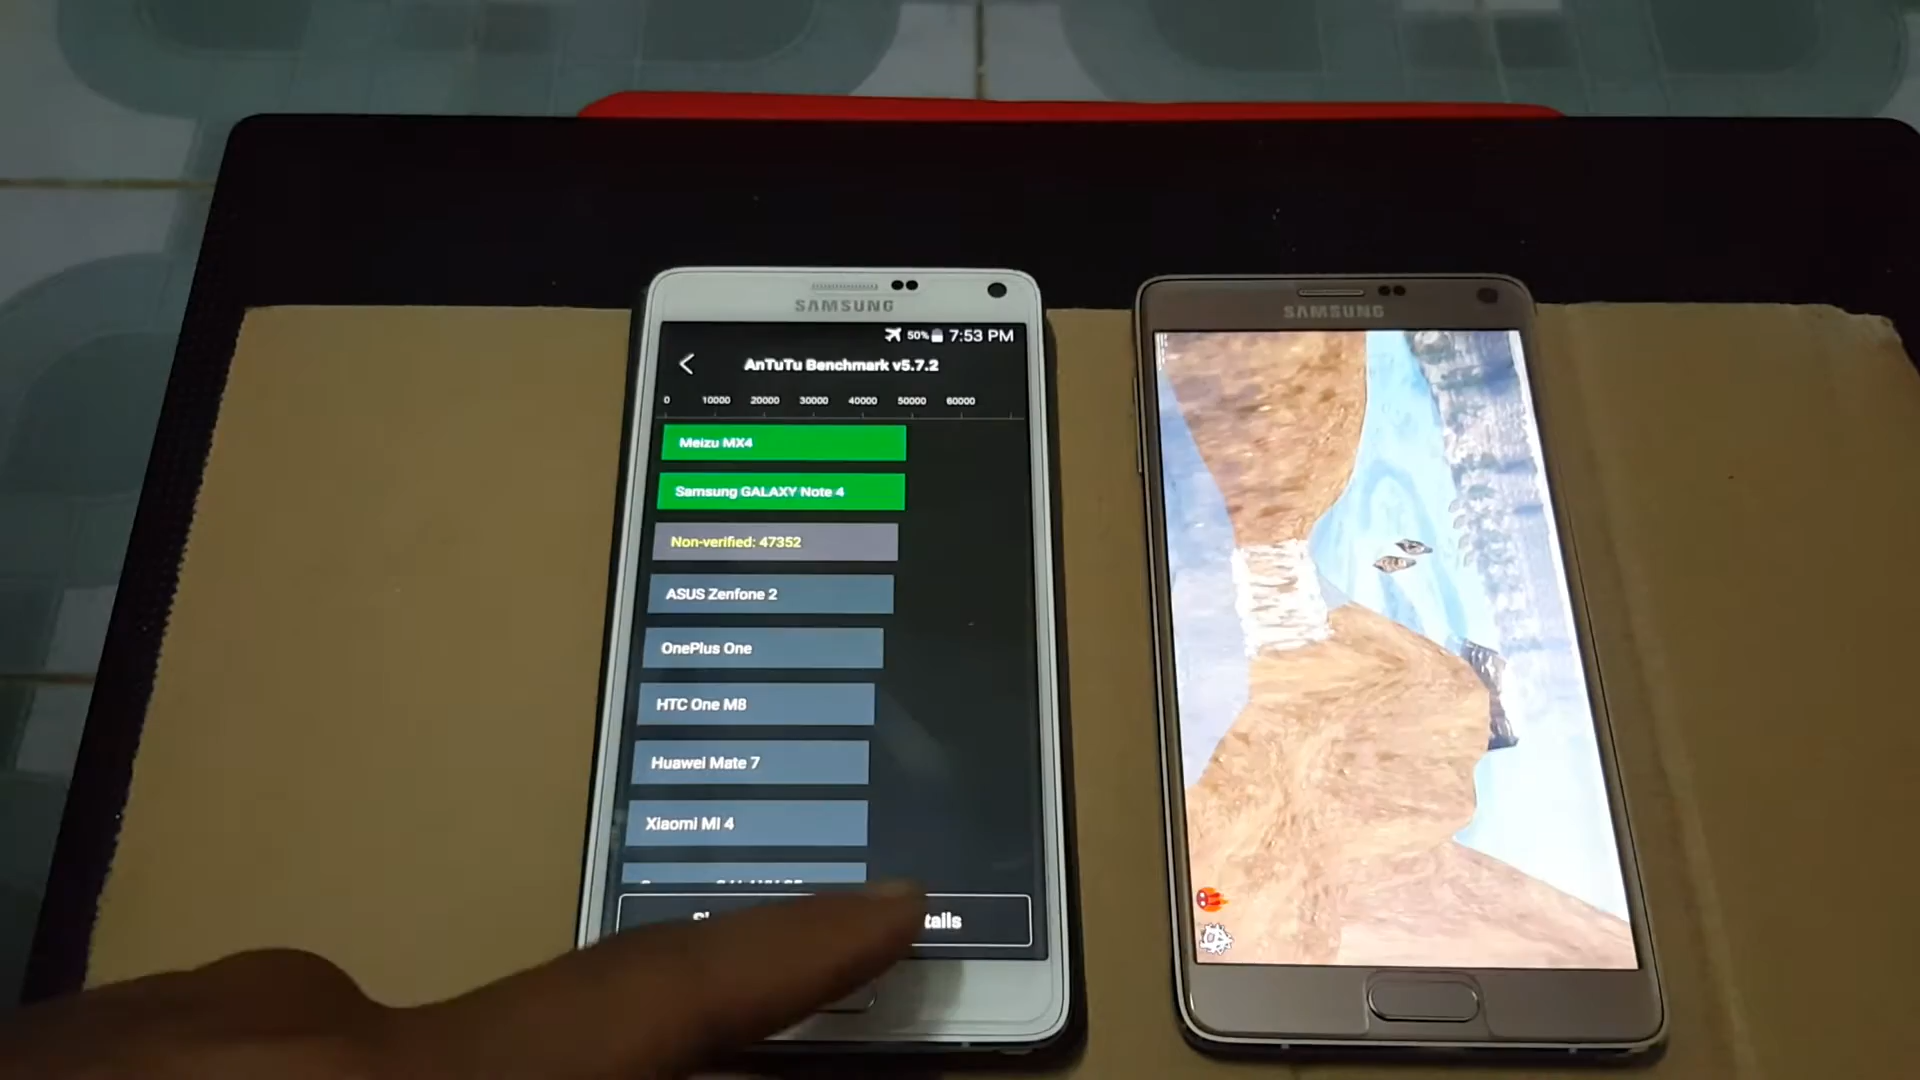 SAMSUNG
50% 7:53 PM
AnTuTu Benchmark v5.7.2
0 10000 20000 30000 40000 50000 60000
Meizu MX4
Samsung GALAXY Note 4
Non-verified: 47352
ASUS Zenfone 2
OnePlus One
HTC One M8
Huawei Mate 7
Xiaomi MI 4
tails
SAMSUNG